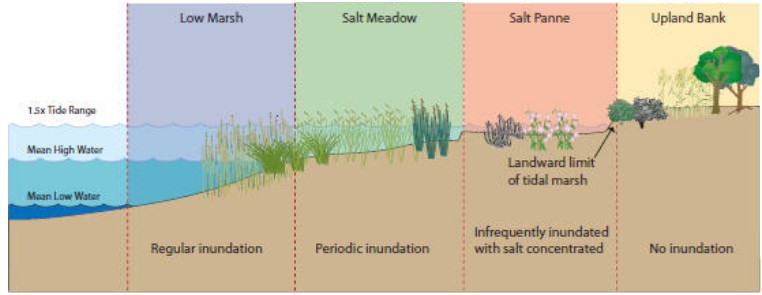 Low Marsh
Salt Meadow
Salt Panne
Upland Bank
1.5x Tide Range
Mean High Water
Mean Low Water
Landward limit
of tidal marsh
Regular inundation
Periodic inundation
Infrequently inundated
with salt concentrated
No inundation